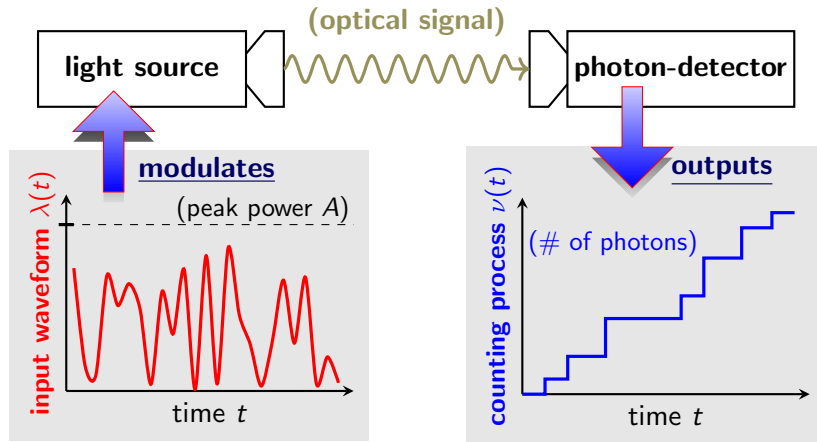 (optical signal)
light source
photon-detector
modulates
outputs
(peak power A)
input waveform λ(t)
time t
(# of photons)
counting process ν(t)
time t